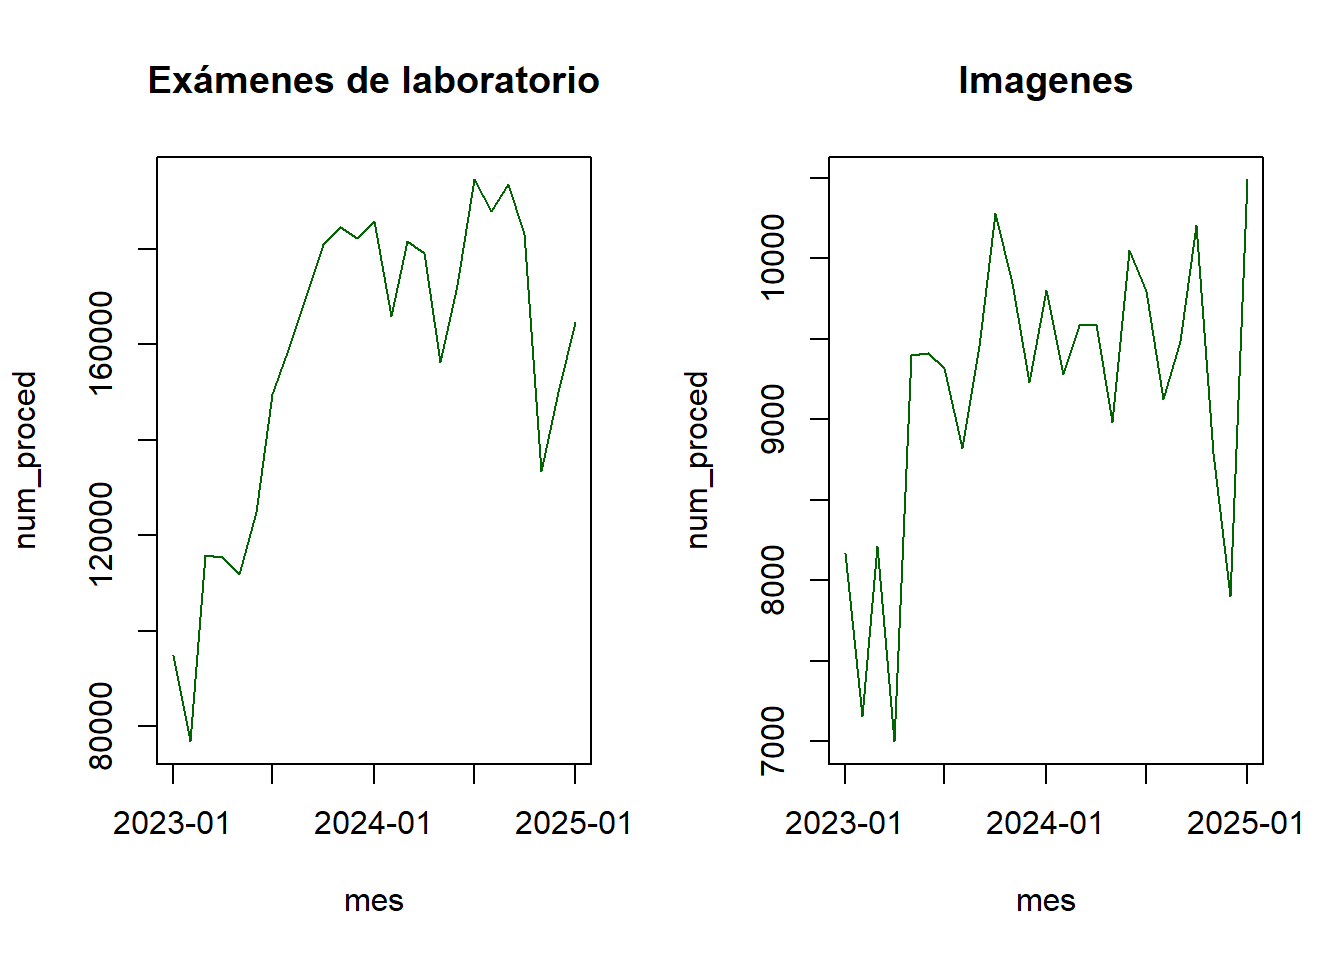 Exámenes de laboratorio
num_proced
160000
120000
80000
2023-01 2024-01 2025-01
mes
Imagenes
num_proced
10000
9000
8000
7000
2023-01 2024-01 2025-01
mes